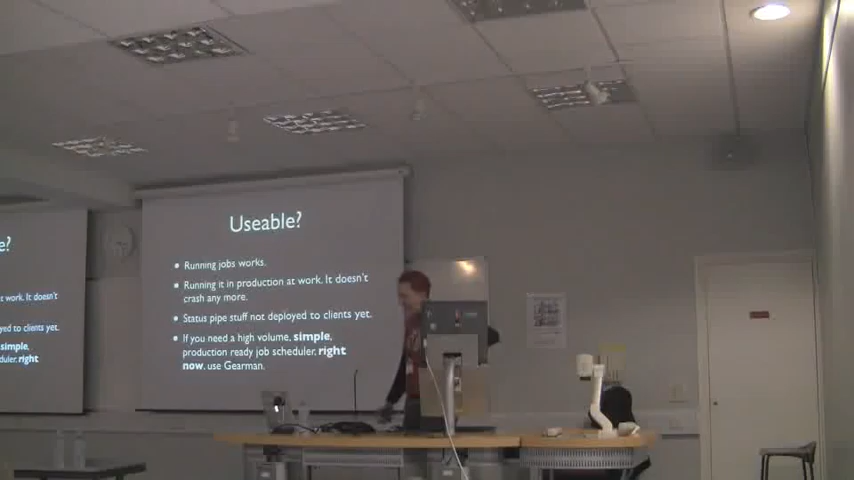 e?
t work. It doesn't
yed to clients yet.
simple,
duler, right
Useable?
Running jobs works.
Running it in production at work. It doesn't
crash any more.
Status pipe stuff not deployed to clients yet.
If you need a high volume, simple,
production ready job scheduler, right
now, use Gearman.